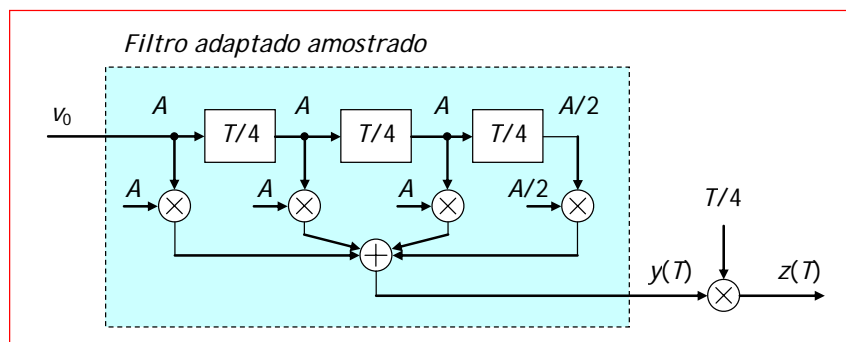 Filtro adaptado amostrado
v₀
A
A
A
A/2
T/4
T/4
T/4
A
A
A
A/2
T/4
y(T)
z(T)